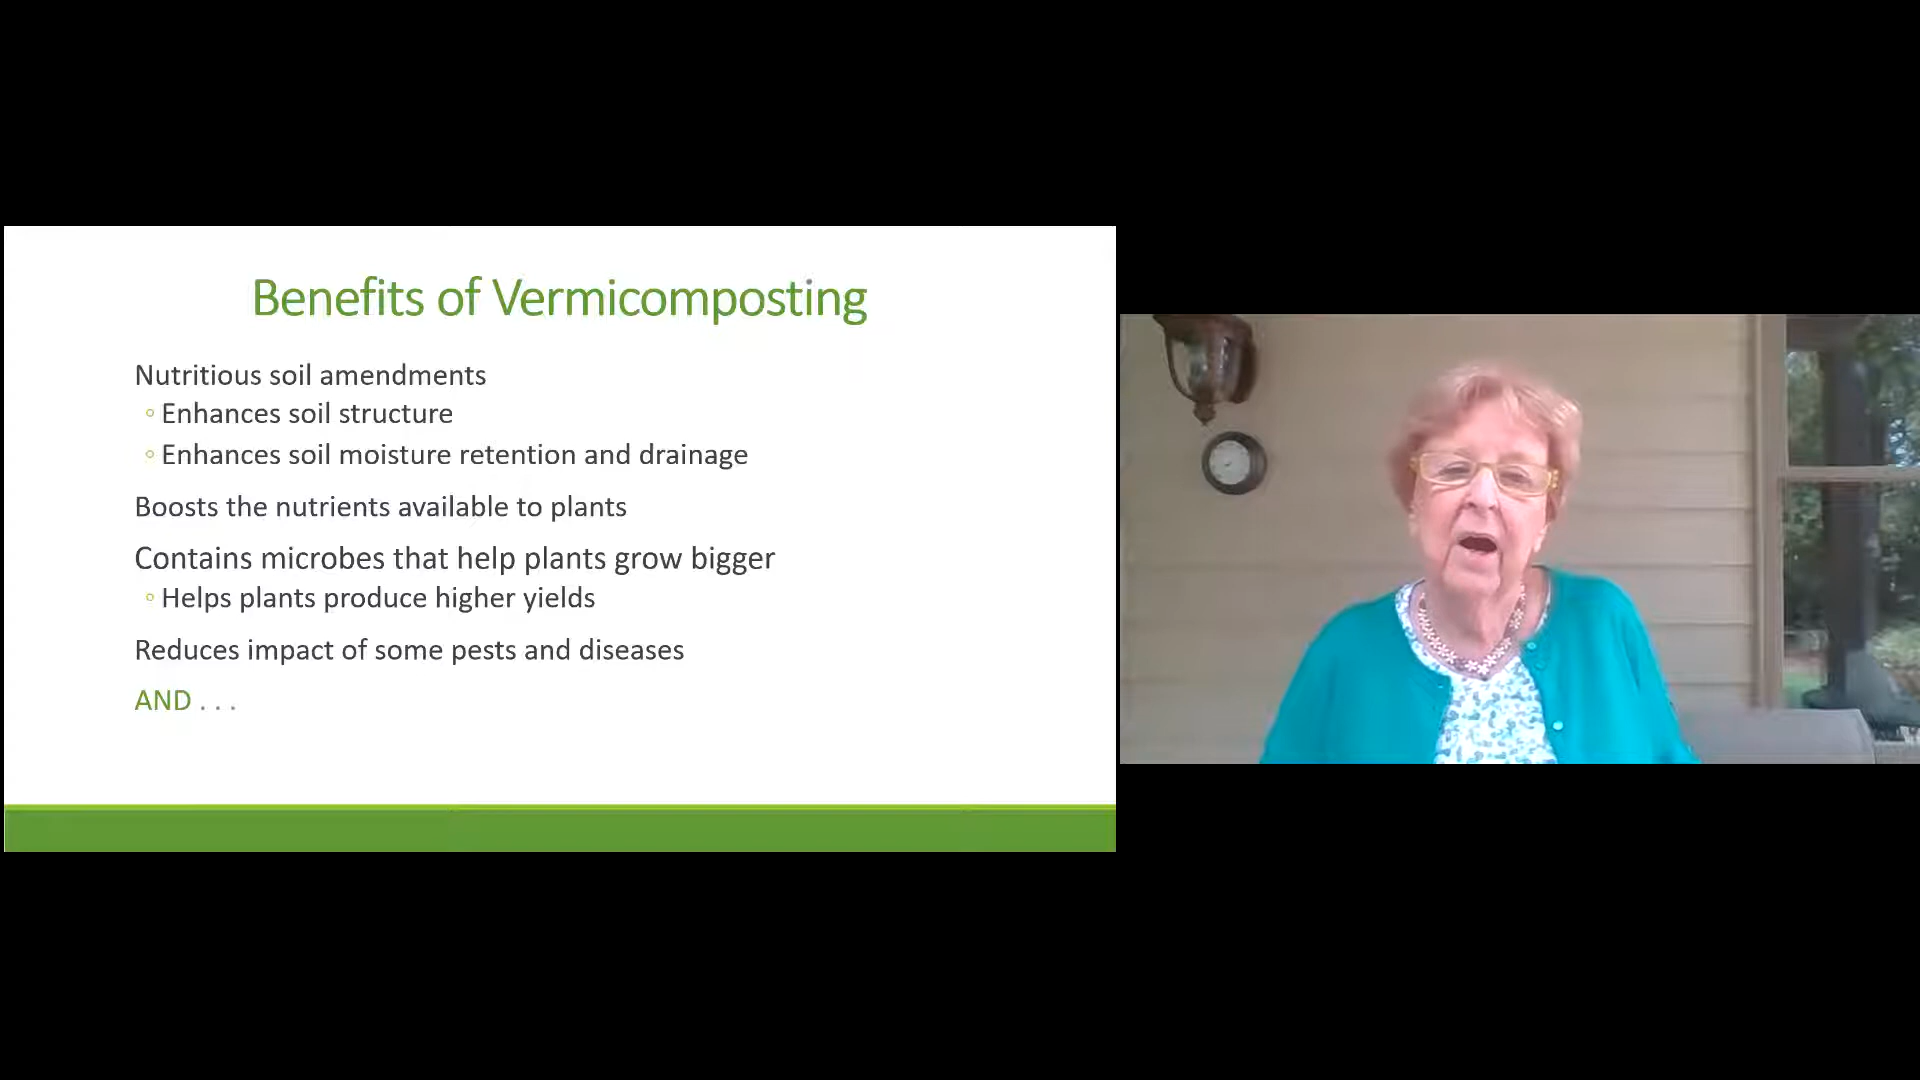 Benefits of Vermicomposting
Nutritious soil amendments
◦ Enhances soil structure
◦ Enhances soil moisture retention and drainage
Boosts the nutrients available to plants
Contains microbes that help plants grow bigger
◦ Helps plants produce higher yields
Reduces impact of some pests and diseases
AND . . .